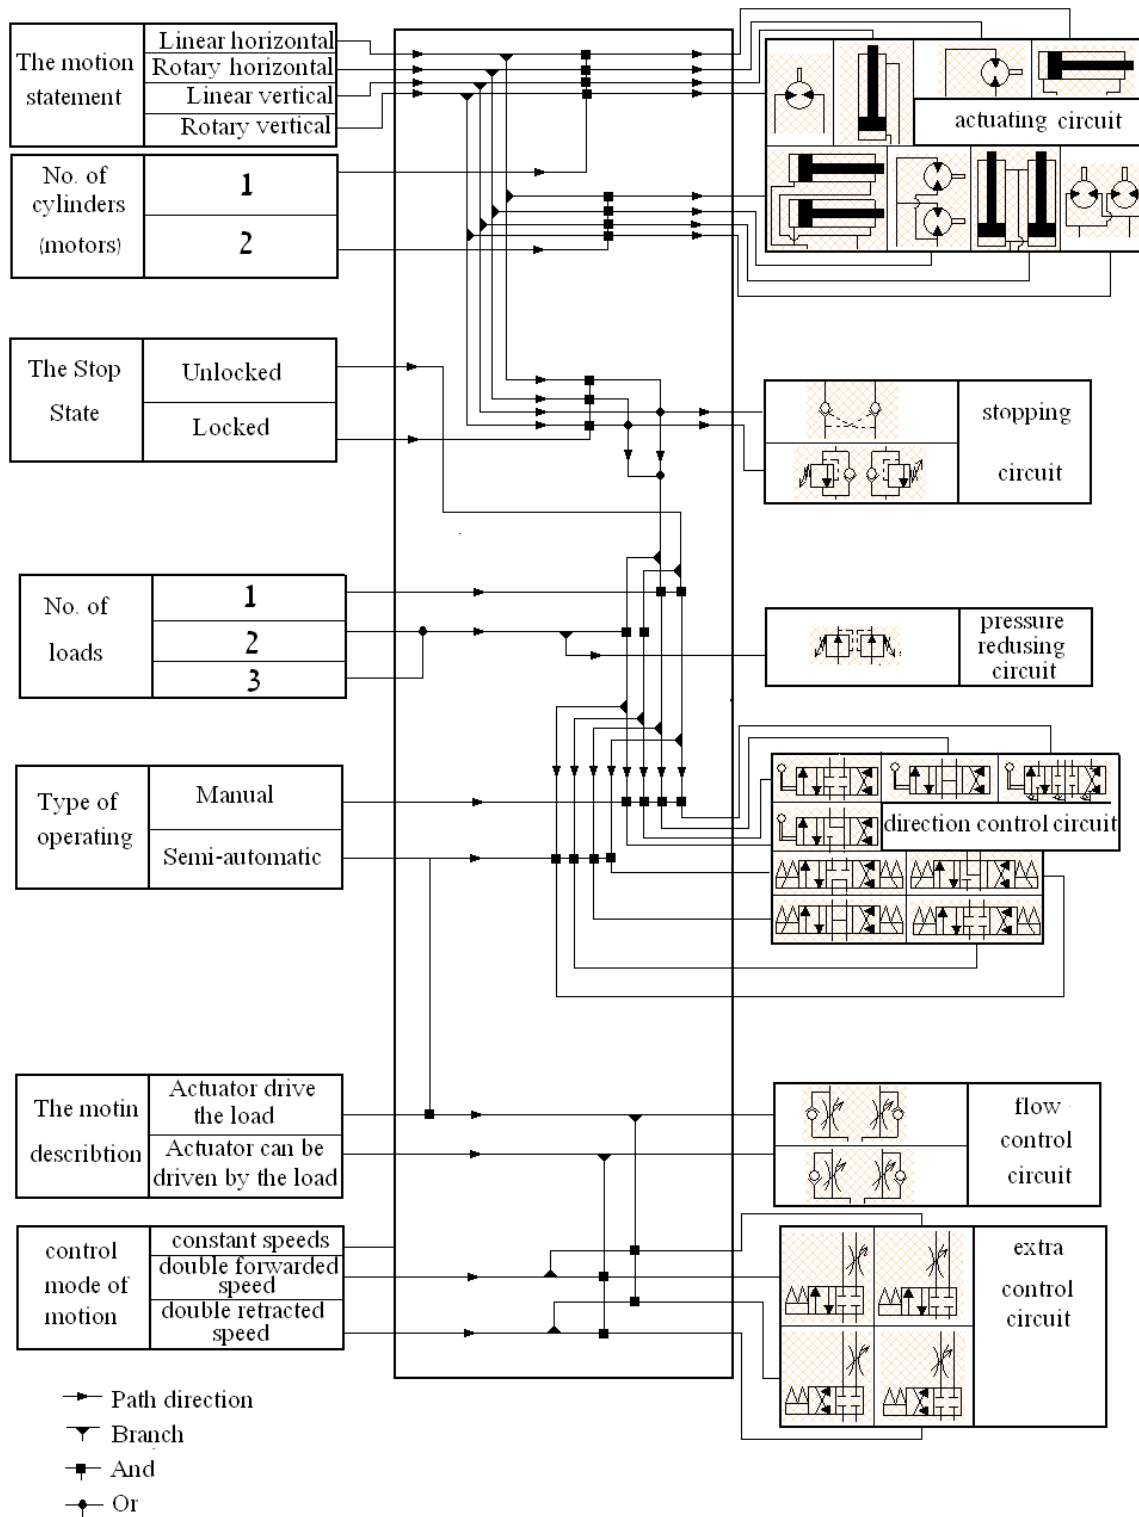 The motion
statement
Linear horizontal
Rotary horizontal
Linear vertical
Rotary vertical
actuating circuit
No. of
cylinders
(motors)
1
2
The Stop
State
Unlocked
Locked
stopping
circuit
No. of
loads
1
2
3
pressure
redusing
circuit
Type of
operating
Manual
Semi-automatic
direction control circuit
The motin
describtion
Actuator drive
the load
Actuator can be
driven by the load
flow
control
circuit
control
mode of
motion
constant speeds
double forwarded
speed
double retracted
speed
extra
control
circuit
Path direction
Branch
And
Or